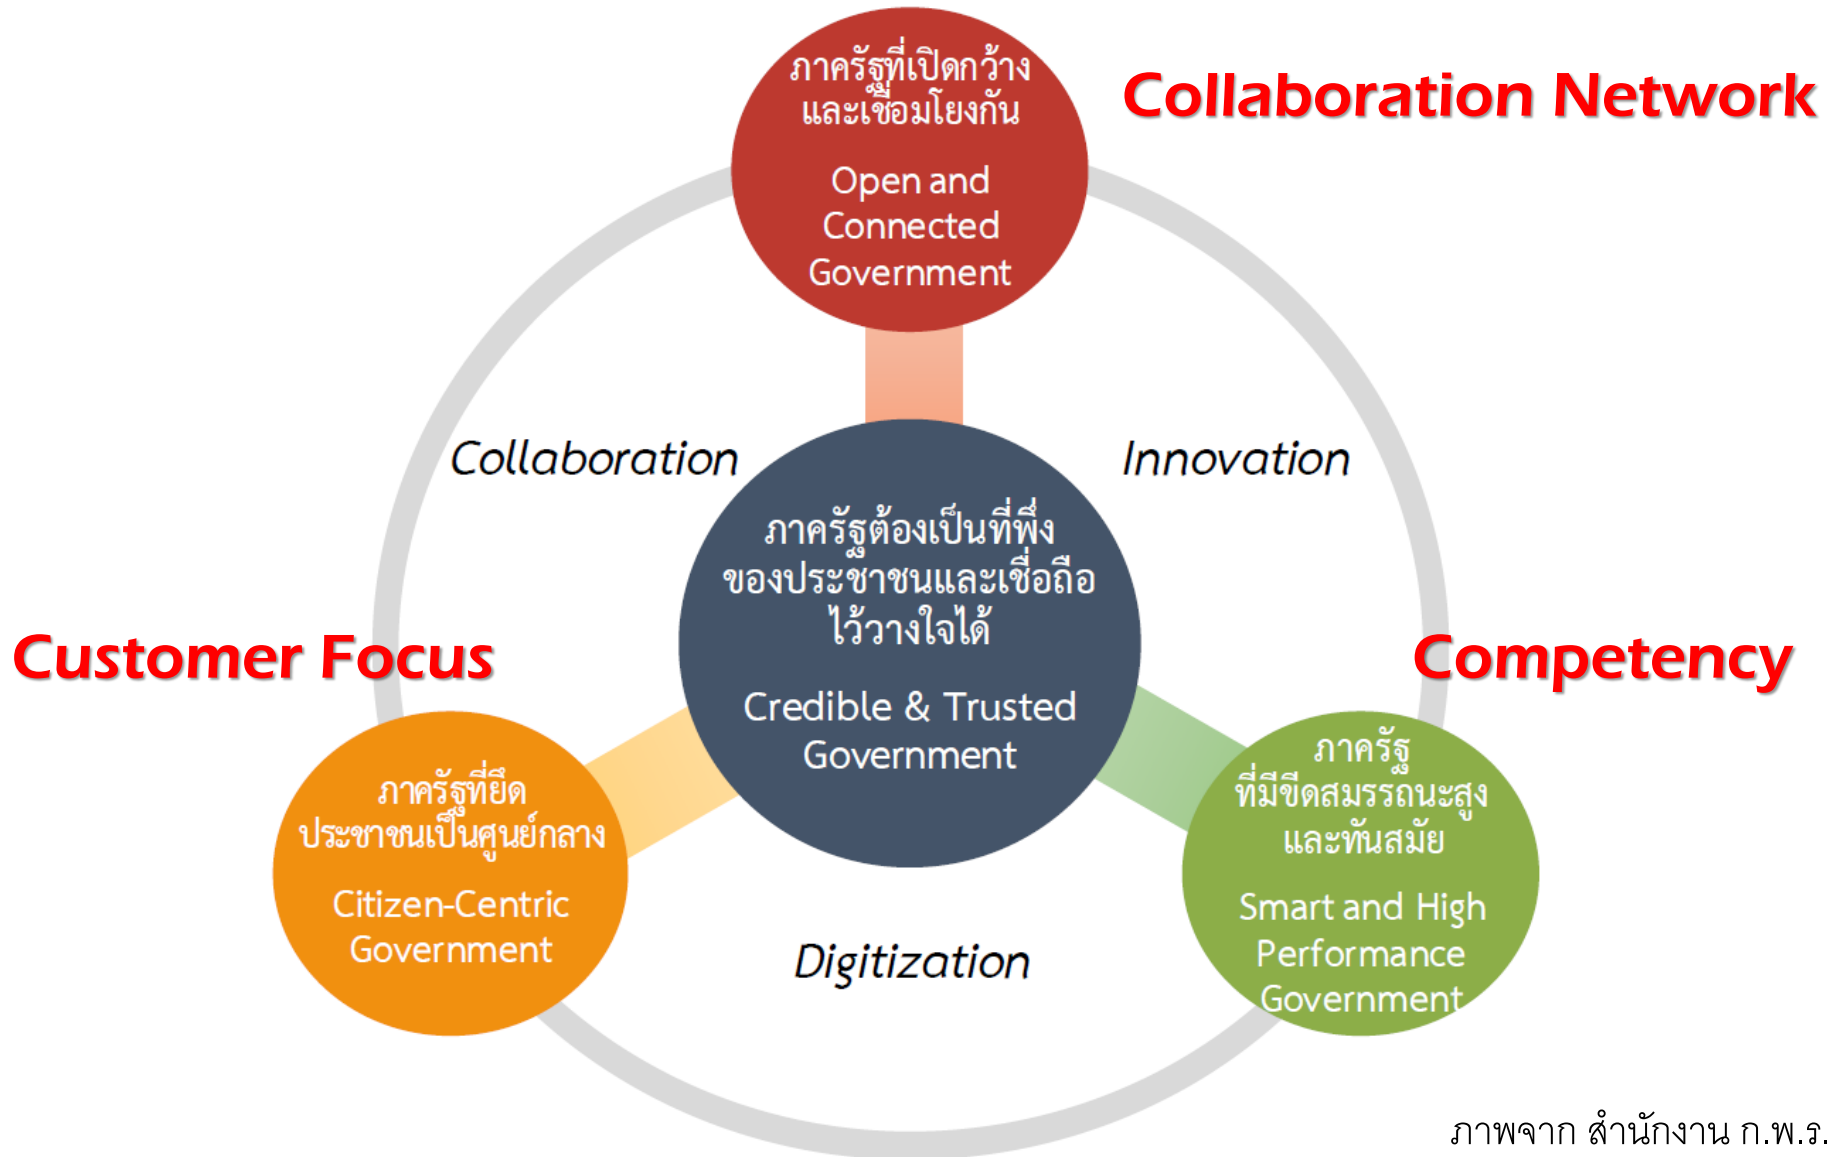 ภาครัฐที่เปิดกว้าง
และเชื่อมโยงกัน
Open and
Connected
Government
Collaboration Network
Collaboration
Innovation
ภาครัฐต้องเป็นที่พึ่ง
ของประชาชนและเชื่อถือ
ไว้วางใจได้
Credible & Trusted
Government
Customer Focus
Competency
ภาครัฐที่ยึด
ประชาชนเป็นศูนย์กลาง
Citizen-Centric
Government
ภาครัฐ
ที่มีขีดสมรรถนะสูง
และทันสมัย
Smart and High
Performance
Government
Digitization
ภาพจาก สำนักงาน ก.พ.ร.